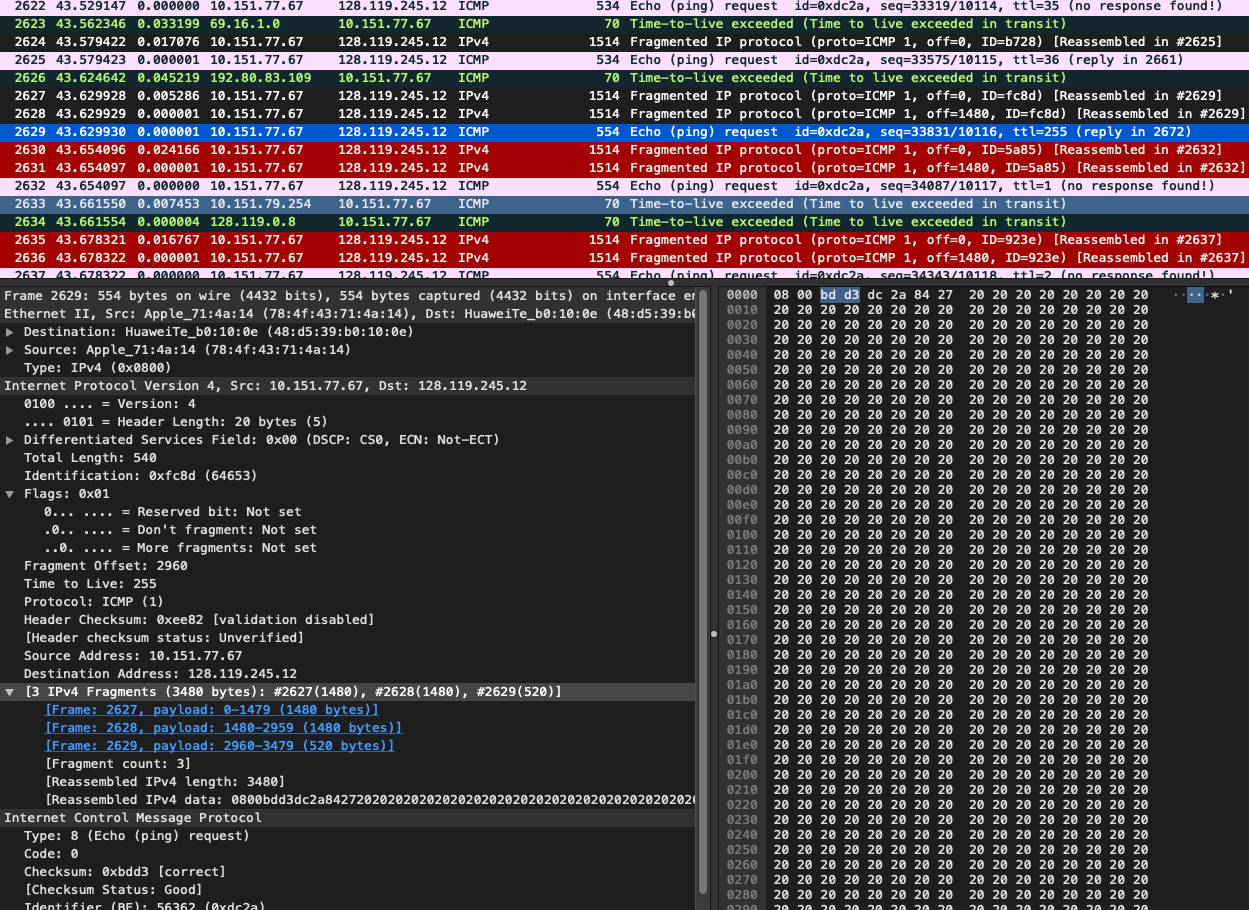 2622 43.529147 0.000000 10.151.77.67 128.119.245.12 ICMP 534 Echo (ping) request id=0xdc2a, seq=33319/10114, ttl=35 (no response found!)
2623 43.562346 0.033199 69.16.1.0 10.151.77.67 ICMP 70 Time-to-live exceeded (Time to live exceeded in transit)
2624 43.579422 0.017076 10.151.77.67 128.119.245.12 IPv4 1514 Fragmented IP protocol (proto=ICMP 1, off=0, ID=b728) [Reassembled in #2625]
2625 43.579423 0.000001 10.151.77.67 128.119.245.12 ICMP 534 Echo (ping) request id=0xdc2a, seq=33575/10115, ttl=36 (reply in 2661)
2626 43.624642 0.045219 192.80.83.109 10.151.77.67 ICMP 70 Time-to-live exceeded (Time to live exceeded in transit)
2627 43.629928 0.005286 10.151.77.67 128.119.245.12 IPv4 1514 Fragmented IP protocol (proto=ICMP 1, off=0, ID=fc8d) [Reassembled in #2629]
2628 43.629929 0.000001 10.151.77.67 128.119.245.12 IPv4 1514 Fragmented IP protocol (proto=ICMP 1, off=1480, ID=fc8d) [Reassembled in #2629]
2629 43.629930 0.000001 10.151.77.67 128.119.245.12 ICMP 554 Echo (ping) request id=0xdc2a, seq=33831/10116, ttl=255 (reply in 2672)
2630 43.654096 0.024166 10.151.77.67 128.119.245.12 IPv4 1514 Fragmented IP protocol (proto=ICMP 1, off=0, ID=5a85) [Reassembled in #2632]
2631 43.654097 0.000001 10.151.77.67 128.119.245.12 IPv4 1514 Fragmented IP protocol (proto=ICMP 1, off=1480, ID=5a85) [Reassembled in #2632]
2632 43.654097 0.000000 10.151.77.67 128.119.245.12 ICMP 554 Echo (ping) request id=0xdc2a, seq=34087/10117, ttl=1 (no response found!)
2633 43.661550 0.007453 10.151.79.254 10.151.77.67 ICMP 70 Time-to-live exceeded (Time to live exceeded in transit)
2634 43.661554 0.000004 128.119.0.8 10.151.77.67 ICMP 70 Time-to-live exceeded (Time to live exceeded in transit)
2635 43.678321 0.016767 10.151.77.67 128.119.245.12 IPv4 1514 Fragmented IP protocol (proto=ICMP 1, off=0, ID=923e) [Reassembled in #2637]
2636 43.678322 0.000001 10.151.77.67 128.119.245.12 IPv4 1514 Fragmented IP protocol (proto=ICMP 1, off=1480, ID=923e) [Reassembled in #2637]
2637 43.678322 0.000000 10.151.77.67 128.119.245.12 ICMP 554 Echo (ping) request id=0xdc2a, seq=34343/10118, ttl=2 (no response found!)
Frame 2629: 554 bytes on wire (4432 bits), 554 bytes captured (4432 bits) on interface en
Ethernet II, Src: Apple_71:4a:14 (78:4f:43:71:4a:14), Dst: HuaweiTe_b0:10:0e (48:d5:39:b0
Destination: HuaweiTe_b0:10:0e (48:d5:39:b0:10:0e)
Source: Apple_71:4a:14 (78:4f:43:71:4a:14)
Type: IPv4 (0x0800)
Internet Protocol Version 4, Src: 10.151.77.67, Dst: 128.119.245.12
0100 .... = Version: 4
.... 0101 = Header Length: 20 bytes (5)
Differentiated Services Field: 0x00 (DSCP: CS0, ECN: Not-ECT)
Total Length: 540
Identification: 0xfc8d (64653)
Flags: 0x01
0... .... = Reserved bit: Not set
.0.. .... = Don't fragment: Not set
..0. .... = More fragments: Not set
Fragment Offset: 2960
Time to Live: 255
Protocol: ICMP (1)
Header Checksum: 0xee82 [validation disabled]
[Header checksum status: Unverified]
Source Address: 10.151.77.67
Destination Address: 128.119.245.12
[3 IPv4 Fragments (3480 bytes): #2627(1480), #2628(1480), #2629(520)]
[Frame: 2627, payload: 0-1479 (1480 bytes)]
[Frame: 2628, payload: 1480-2959 (1480 bytes)]
[Frame: 2629, payload: 2960-3479 (520 bytes)]
[Fragment count: 3]
[Reassembled IPv4 length: 3480]
[Reassembled IPv4 data: 0800bdd3dc2a84272020202020202020202020202020202020202020202020
Internet Control Message Protocol
Type: 8 (Echo (ping) request)
Code: 0
Checksum: 0xbdd3 [correct]
[Checksum Status: Good]
Identifier (BE): 56362 (0xdc2a)
0000 08 00 bd d3 dc 2a 84 27 20 20 20 20 20 20 20 20 ·····*·'
0010 20 20 20 20 20 20 20 20 20 20 20 20 20 20 20 20
0020 20 20 20 20 20 20 20 20 20 20 20 20 20 20 20 20
0030 20 20 20 20 20 20 20 20 20 20 20 20 20 20 20 20
0040 20 20 20 20 20 20 20 20 20 20 20 20 20 20 20 20
0050 20 20 20 20 20 20 20 20 20 20 20 20 20 20 20 20
0060 20 20 20 20 20 20 20 20 20 20 20 20 20 20 20 20
0070 20 20 20 20 20 20 20 20 20 20 20 20 20 20 20 20
0080 20 20 20 20 20 20 20 20 20 20 20 20 20 20 20 20
0090 20 20 20 20 20 20 20 20 20 20 20 20 20 20 20 20
00a0 20 20 20 20 20 20 20 20 20 20 20 20 20 20 20 20
00b0 20 20 20 20 20 20 20 20 20 20 20 20 20 20 20 20
00c0 20 20 20 20 20 20 20 20 20 20 20 20 20 20 20 20
00d0 20 20 20 20 20 20 20 20 20 20 20 20 20 20 20 20
00e0 20 20 20 20 20 20 20 20 20 20 20 20 20 20 20 20
00f0 20 20 20 20 20 20 20 20 20 20 20 20 20 20 20 20
0100 20 20 20 20 20 20 20 20 20 20 20 20 20 20 20 20
0110 20 20 20 20 20 20 20 20 20 20 20 20 20 20 20 20
0120 20 20 20 20 20 20 20 20 20 20 20 20 20 20 20 20
0130 20 20 20 20 20 20 20 20 20 20 20 20 20 20 20 20
0140 20 20 20 20 20 20 20 20 20 20 20 20 20 20 20 20
0150 20 20 20 20 20 20 20 20 20 20 20 20 20 20 20 20
0160 20 20 20 20 20 20 20 20 20 20 20 20 20 20 20 20
0170 20 20 20 20 20 20 20 20 20 20 20 20 20 20 20 20
0180 20 20 20 20 20 20 20 20 20 20 20 20 20 20 20 20
0190 20 20 20 20 20 20 20 20 20 20 20 20 20 20 20 20
01a0 20 20 20 20 20 20 20 20 20 20 20 20 20 20 20 20
01b0 20 20 20 20 20 20 20 20 20 20 20 20 20 20 20 20
01c0 20 20 20 20 20 20 20 20 20 20 20 20 20 20 20 20
01d0 20 20 20 20 20 20 20 20 20 20 20 20 20 20 20 20
01e0 20 20 20 20 20 20 20 20 20 20 20 20 20 20 20 20
01f0 20 20 20 20 20 20 20 20 20 20 20 20 20 20 20 20
0200 20 20 20 20 20 20 20 20 20 20 20 20 20 20 20 20
0210 20 20 20 20 20 20 20 20 20 20 20 20 20 20 20 20
0220 20 20 20 20 20 20 20 20 20 20 20 20 20 20 20 20
0230 20 20 20 20 20 20 20 20 20 20 20 20 20 20 20 20
0240 20 20 20 20 20 20 20 20 20 20 20 20 20 20 20 20
0250 20 20 20 20 20 20 20 20 20 20 20 20 20 20 20 20
0260 20 20 20 20 20 20 20 20 20 20 20 20 20 20 20 20
0270 20 20 20 20 20 20 20 20 20 20 20 20 20 20 20 20
0280 20 20 20 20 20 20 20 20 20 20 20 20 20 20 20 20
0290 20 20 20 20 20 20 20 20 20 20 20 20 20 20 20 20